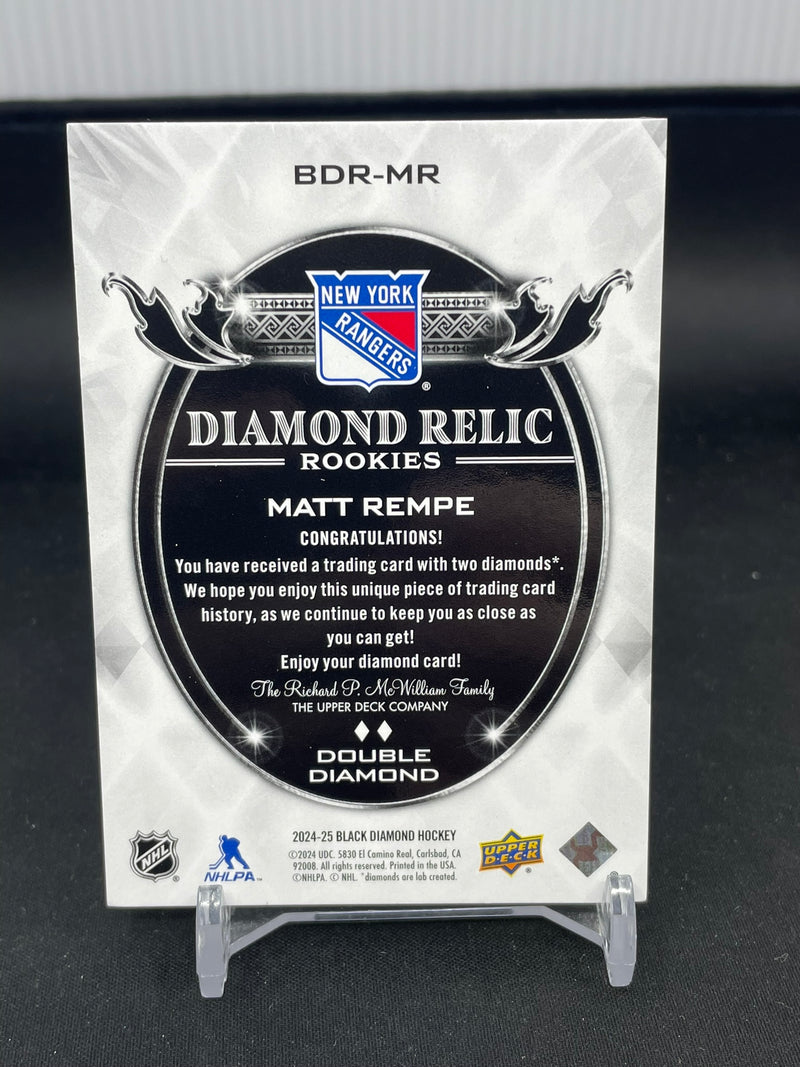 BDR-MR
NEW YORK
RANGERS
®
DIAMOND RELIC
ROOKIES
MATT REMPE
CONGRATULATIONS!
You have received a trading card with two diamonds*.
We hope you enjoy this unique piece of trading card
history, as we continue to keep you as close as
you can get!
Enjoy your diamond card!
The Richard P. McWilliam Family
THE UPPER DECK COMPANY
DOUBLE
DIAMOND
2024-25 BLACK DIAMOND HOCKEY
©2024 UDC. 5830 El Camino Real, Carlsbad, CA
92008. All rights reserved. Printed in the USA.
©NHLPA. © NHL. *diamonds are lab created.
NHL ®
NHLPA™
UPPER
DECK ®